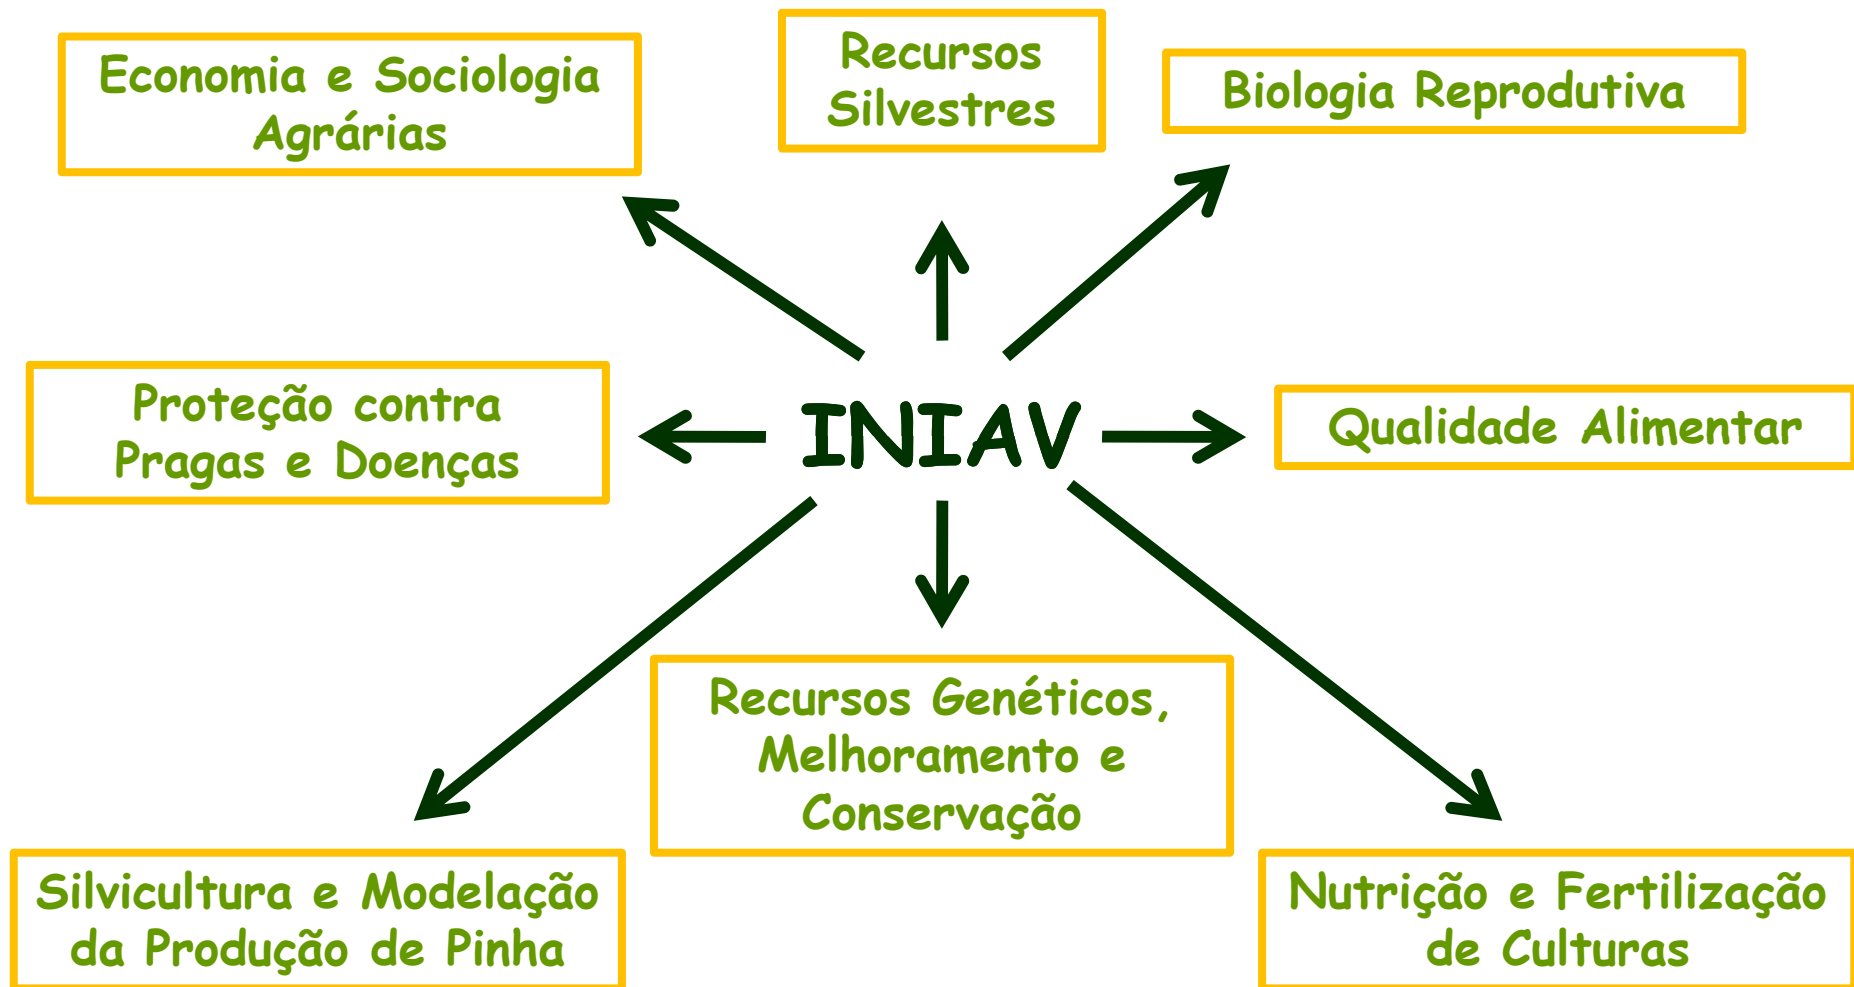 Economia e Sociologia
Agrárias
Recursos
Silvestres
Biologia Reprodutiva
Proteção contra
Pragas e Doenças
INIAV
Qualidade Alimentar
Recursos Genéticos,
Melhoramento e
Conservação
Silvicultura e Modelação
da Produção de Pinha
Nutrição e Fertilização
de Culturas